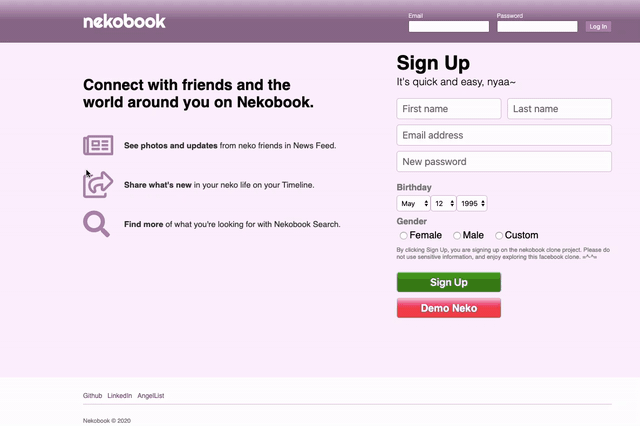 nekobook
Email
Password
Log In
Sign Up
It's quick and easy, nyaa~
Connect with friends and the
world around you on Nekobook.
First name
Last name
Email address
New password
See photos and updates from neko friends in News Feed.
Share what's new in your neko life on your Timeline.
Find more of what you're looking for with Nekobook Search.
Birthday
May
12
1995
Gender
Female
Male
Custom
By clicking Sign Up, you are signing up on the nekobook clone project. Please do
not use sensitive information, and enjoy exploring this facebook clone. =^-^=
Sign Up
Demo Neko
Github
LinkedIn
AngelList
Nekobook © 2020